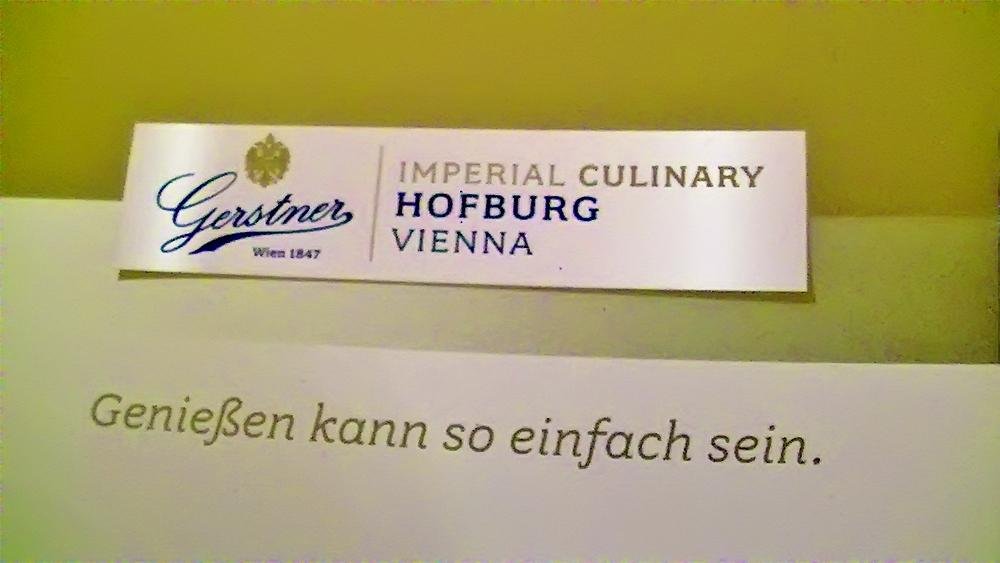 Gerstner
Wien 1847
IMPERIAL CULINARY
HOFBURG
VIENNA
Genießen kann so einfach sein.